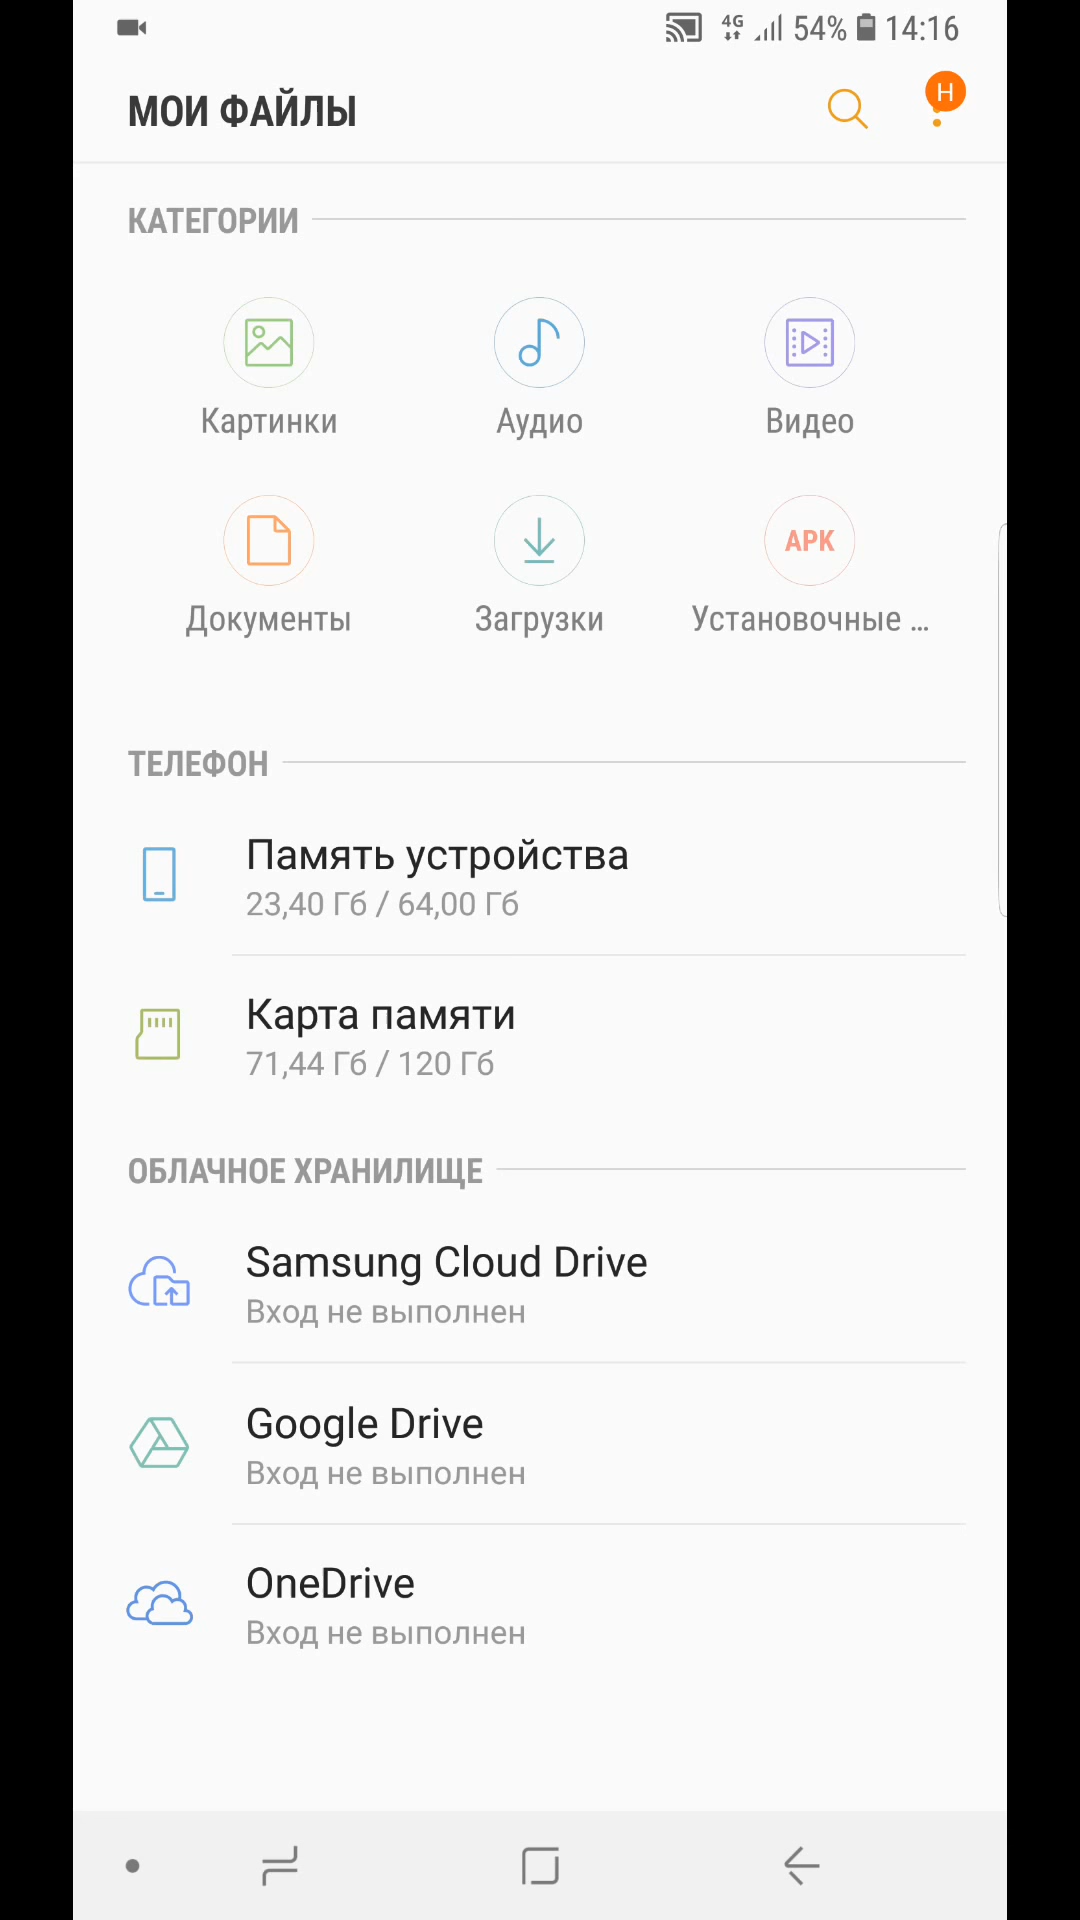 4G 54% 14:16
МОИ ФАЙЛЫ
Н
КАТЕГОРИИ
Картинки Аудио Видео
APK
Документы Загрузки Установочные ...
ТЕЛЕФОН
Память устройства
23,40 Гб / 64,00 Гб
Карта памяти
71,44 Гб / 120 Гб
ОБЛАЧНОЕ ХРАНИЛИЩЕ
Samsung Cloud Drive
Вход не выполнен
Google Drive
Вход не выполнен
OneDrive
Вход не выполнен